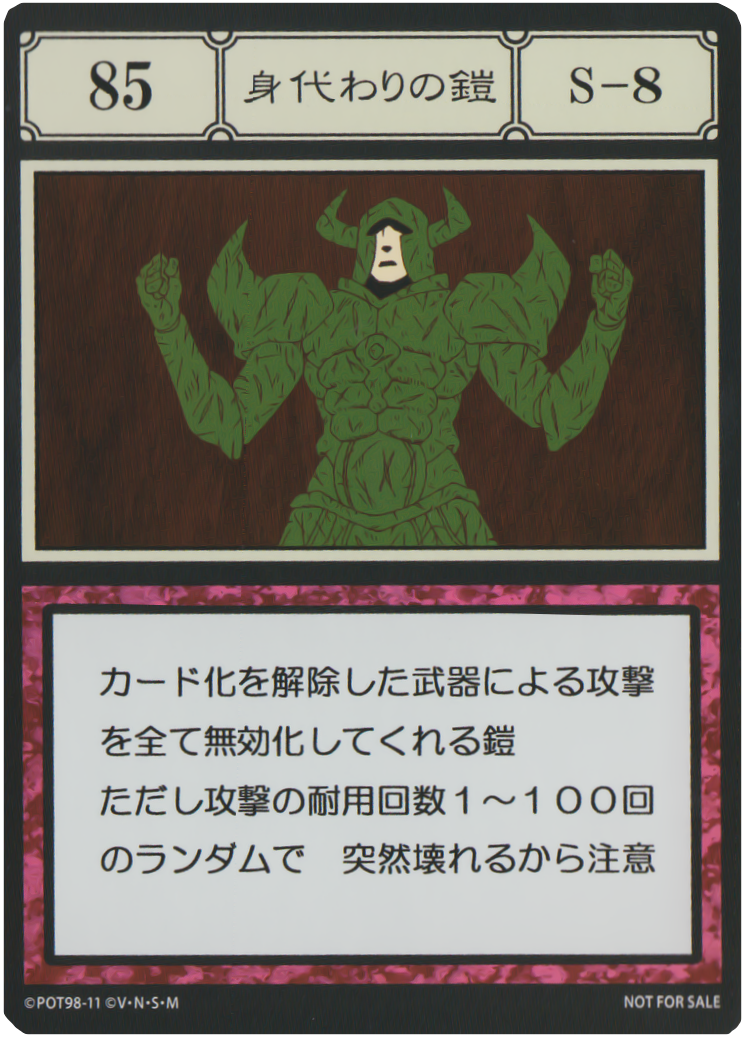 85
身代わりの鎧
S-8
カード化を解除した武器による攻撃
を全て無効化してくれる鎧
ただし攻撃の耐用回数1~100回
のランダムで　突然壊れるから注意
©POT98-11 ©V・N・S・M
NOT FOR SALE